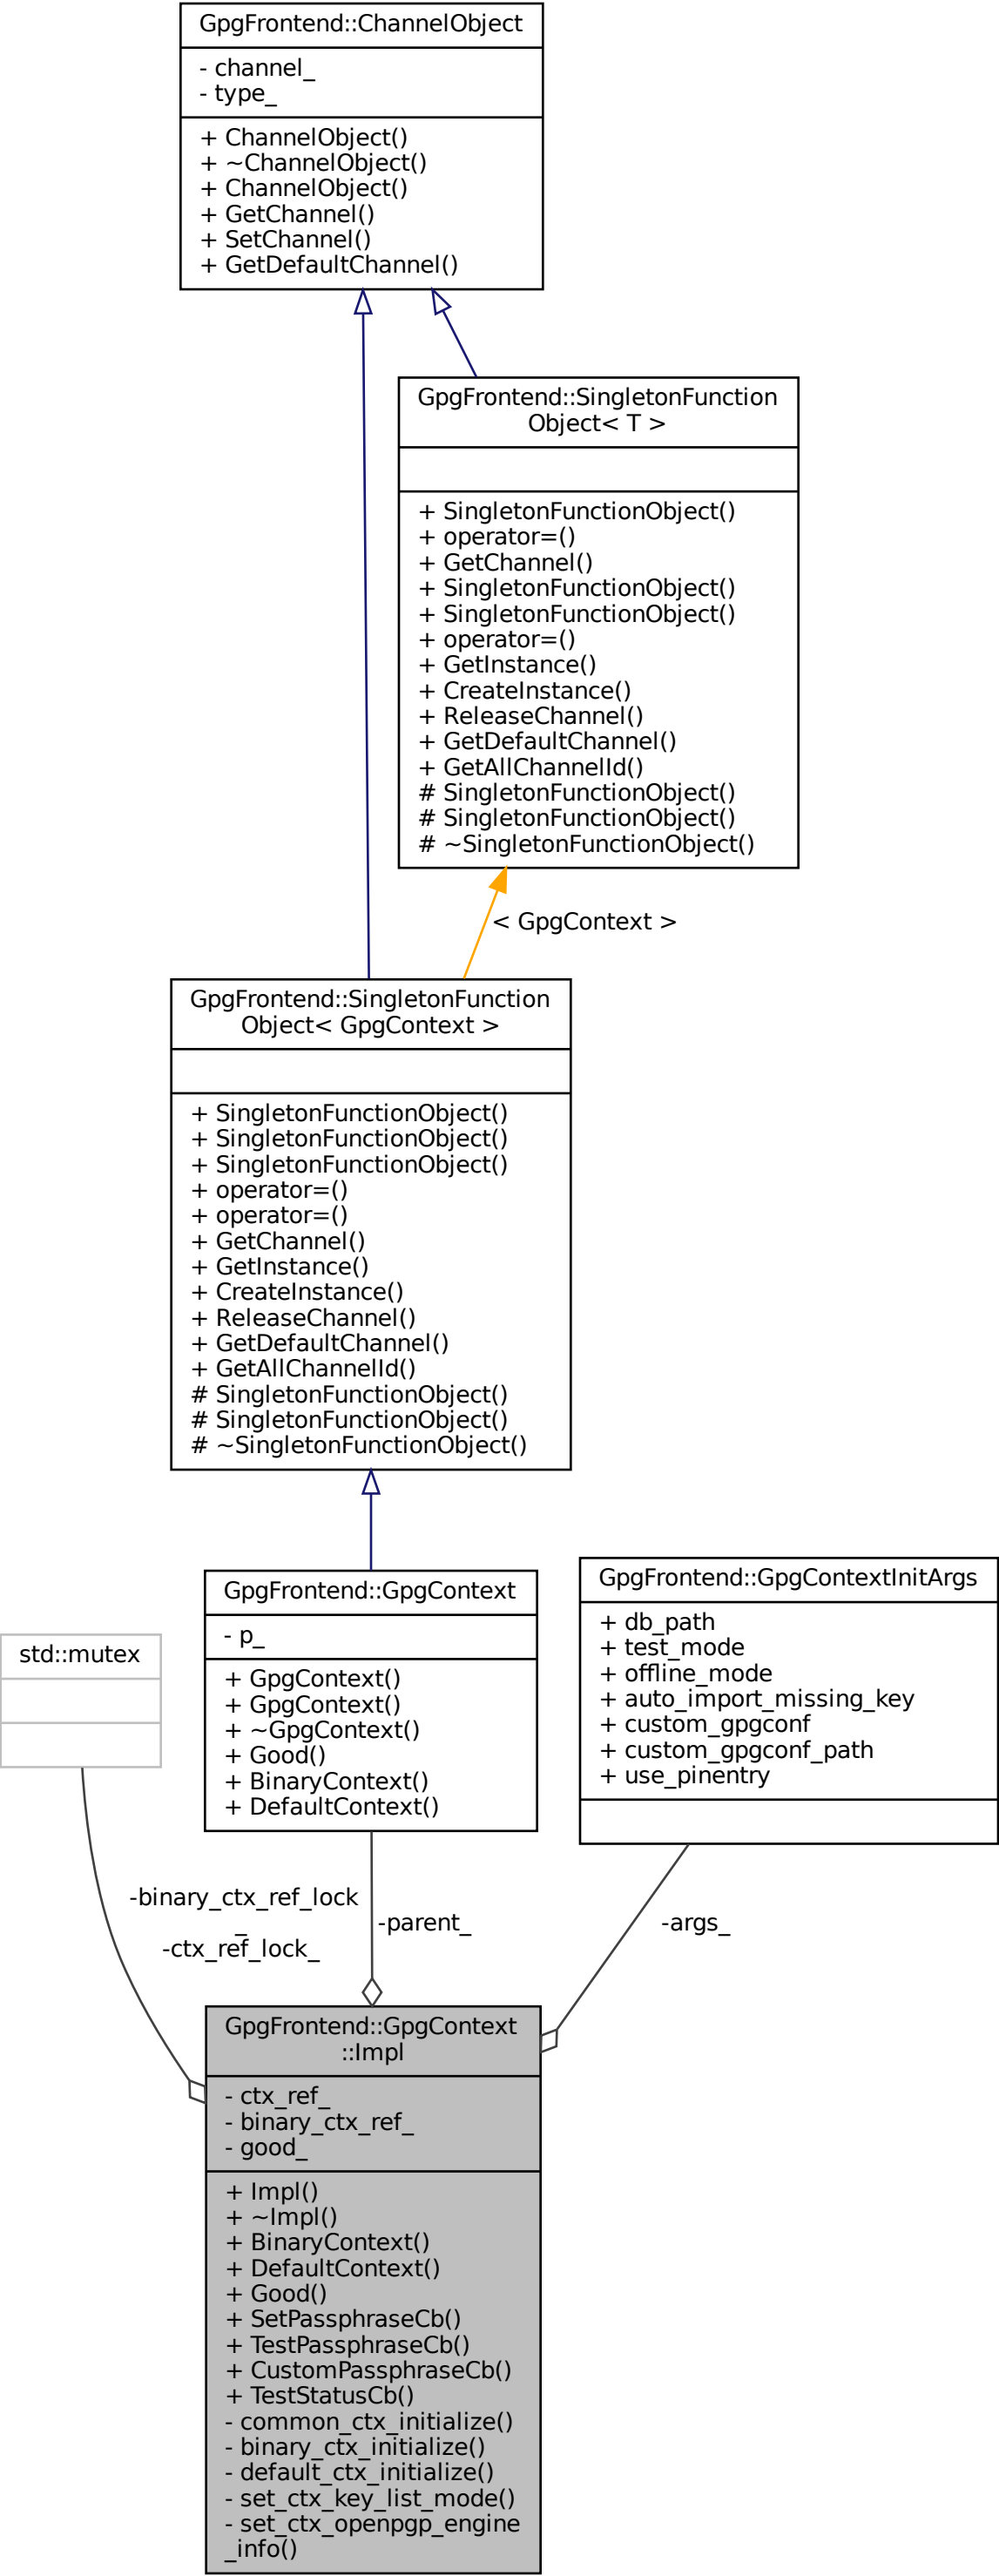 GpgFrontend::ChannelObject
- channel_
- type_
+ ChannelObject()
+ ~ChannelObject()
+ ChannelObject()
+ GetChannel()
+ SetChannel()
+ GetDefaultChannel()
GpgFrontend::SingletonFunction
Object< T >
+ SingletonFunctionObject()
+ operator=()
+ GetChannel()
+ SingletonFunctionObject()
+ SingletonFunctionObject()
+ operator=()
+ GetInstance()
+ CreateInstance()
+ ReleaseChannel()
+ GetDefaultChannel()
+ GetAllChannelId()
# SingletonFunctionObject()
# SingletonFunctionObject()
# ~SingletonFunctionObject()
< GpgContext >
GpgFrontend::SingletonFunction
Object< GpgContext >
+ SingletonFunctionObject()
+ SingletonFunctionObject()
+ SingletonFunctionObject()
+ operator=()
+ operator=()
+ GetChannel()
+ GetInstance()
+ CreateInstance()
+ ReleaseChannel()
+ GetDefaultChannel()
+ GetAllChannelId()
# SingletonFunctionObject()
# SingletonFunctionObject()
# ~SingletonFunctionObject()
std::mutex
GpgFrontend::GpgContext
- p_
+ GpgContext()
+ GpgContext()
+ ~GpgContext()
+ Good()
+ BinaryContext()
+ DefaultContext()
GpgFrontend::GpgContextInitArgs
+ db_path
+ test_mode
+ offline_mode
+ auto_import_missing_key
+ custom_gpgconf
+ custom_gpgconf_path
+ use_pinentry
-binary_ctx_ref_lock
_
-ctx_ref_lock_
-parent_
-args_
GpgFrontend::GpgContext
::Impl
- ctx_ref_
- binary_ctx_ref_
- good_
+ Impl()
+ ~Impl()
+ BinaryContext()
+ DefaultContext()
+ Good()
+ SetPassphraseCb()
+ TestPassphraseCb()
+ CustomPassphraseCb()
+ TestStatusCb()
- common_ctx_initialize()
- binary_ctx_initialize()
- default_ctx_initialize()
- set_ctx_key_list_mode()
- set_ctx_openpgp_engine
_info()